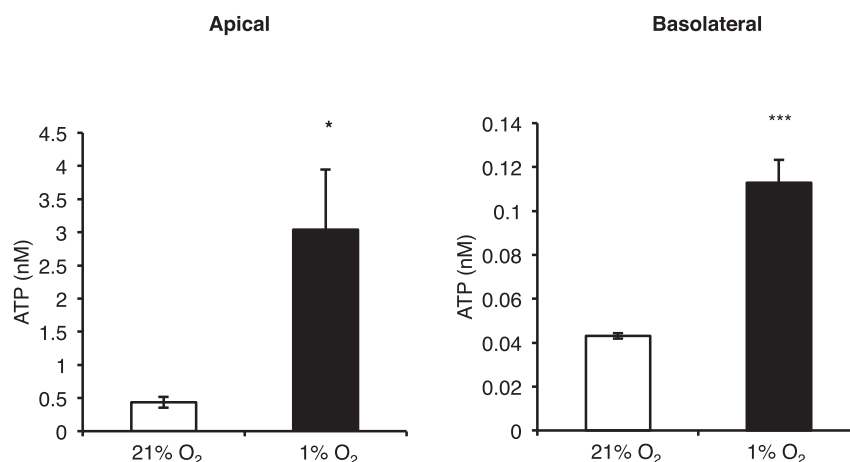 Apical
*
4.5
4
3.5
3
2.5
2
1.5
1
0.5
0
ATP (nM)
21% O₂
1% O₂
Basolateral
***
0.14
0.12
0.1
0.08
0.06
0.04
0.02
0
ATP (nM)
21% O₂
1% O₂